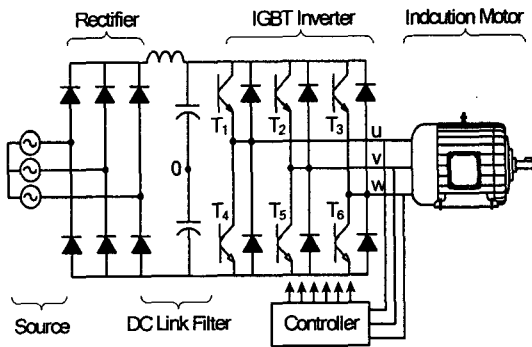 Rectifier
IGBT Inverter
Indcution Motor
T1
T2
T3
u
v
w
0
T4
T5
T6
Source
DC Link Filter
Controller